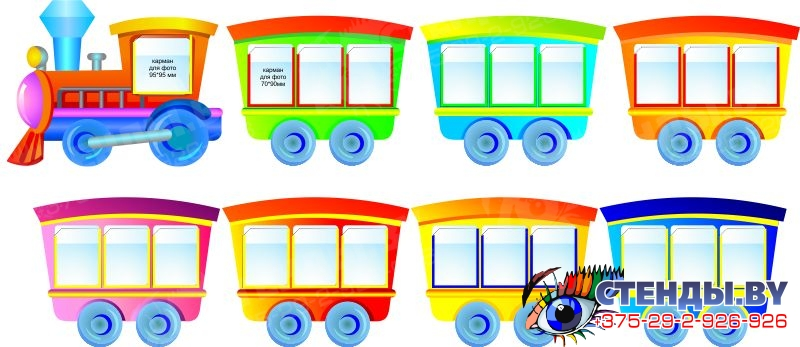 карман
для фото
95*95 мм
карман
для фото
70*90мм
СТЕНДЫ.BY
+375-29-2-926-926